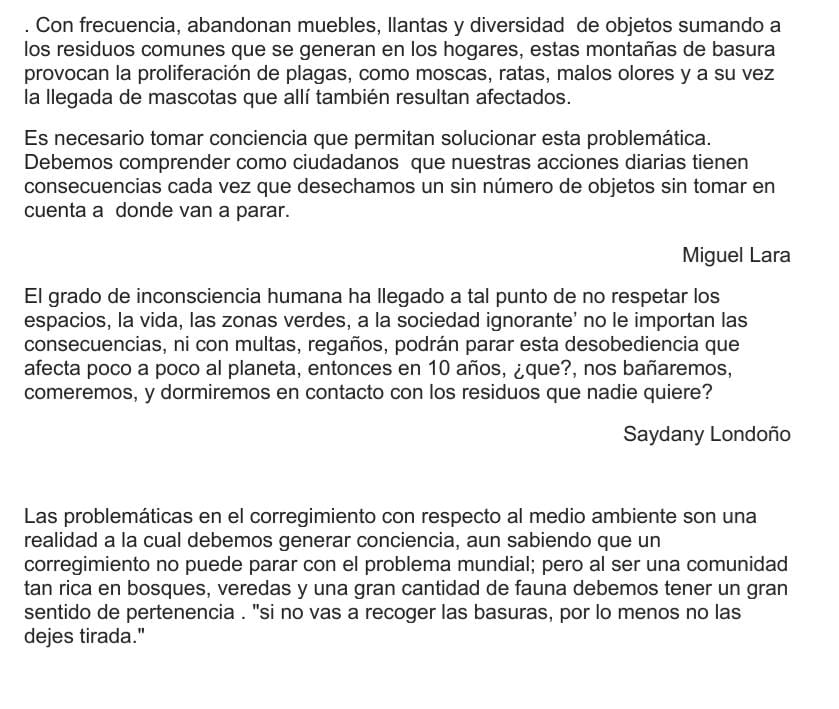 . Con frecuencia, abandonan muebles, llantas y diversidad  de objetos sumando a
los residuos comunes que se generan en los hogares, estas montañas de basura
provocan la proliferación de plagas, como moscas, ratas, malos olores y a su vez
la llegada de mascotas que allí también resultan afectados.
Es necesario tomar conciencia que permitan solucionar esta problemática.
Debemos comprender como ciudadanos  que nuestras acciones diarias tienen
consecuencias cada vez que desechamos un sin número de objetos sin tomar en
cuenta a  donde van a parar.
Miguel Lara
El grado de inconsciencia humana ha llegado a tal punto de no respetar los
espacios, la vida, las zonas verdes, a la sociedad ignorante’ no le importan las
consecuencias, ni con multas, regaños, podrán parar esta desobediencia que
afecta poco a poco al planeta, entonces en 10 años, ¿que?, nos bañaremos,
comeremos, y dormiremos en contacto con los residuos que nadie quiere?
Saydany Londoño
Las problemáticas en el corregimiento con respecto al medio ambiente son una
realidad a la cual debemos generar conciencia, aun sabiendo que un
corregimiento no puede parar con el problema mundial; pero al ser una comunidad
tan rica en bosques, veredas y una gran cantidad de fauna debemos tener un gran
sentido de pertenencia . "si no vas a recoger las basuras, por lo menos no las
dejes tirada."